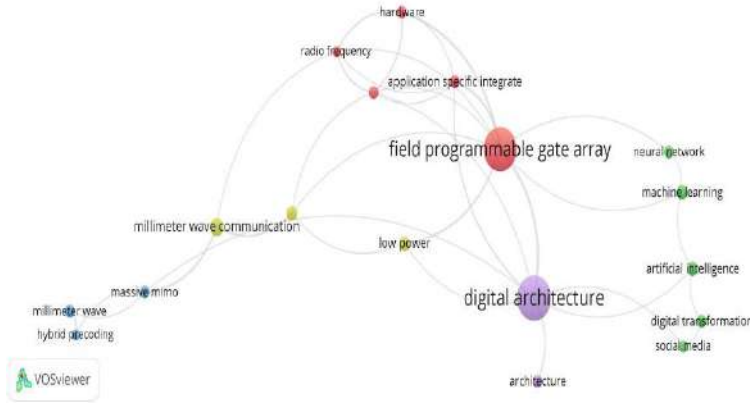 hardware
radio frequency
application specific integrate
field programmable gate array
neural network
machine learning
millimeter wave communication
low power
artificial intelligence
massive mimo
digital architecture
millimeter wave
digital transformation
hybrid precoding
social media
architecture
VOSviewer